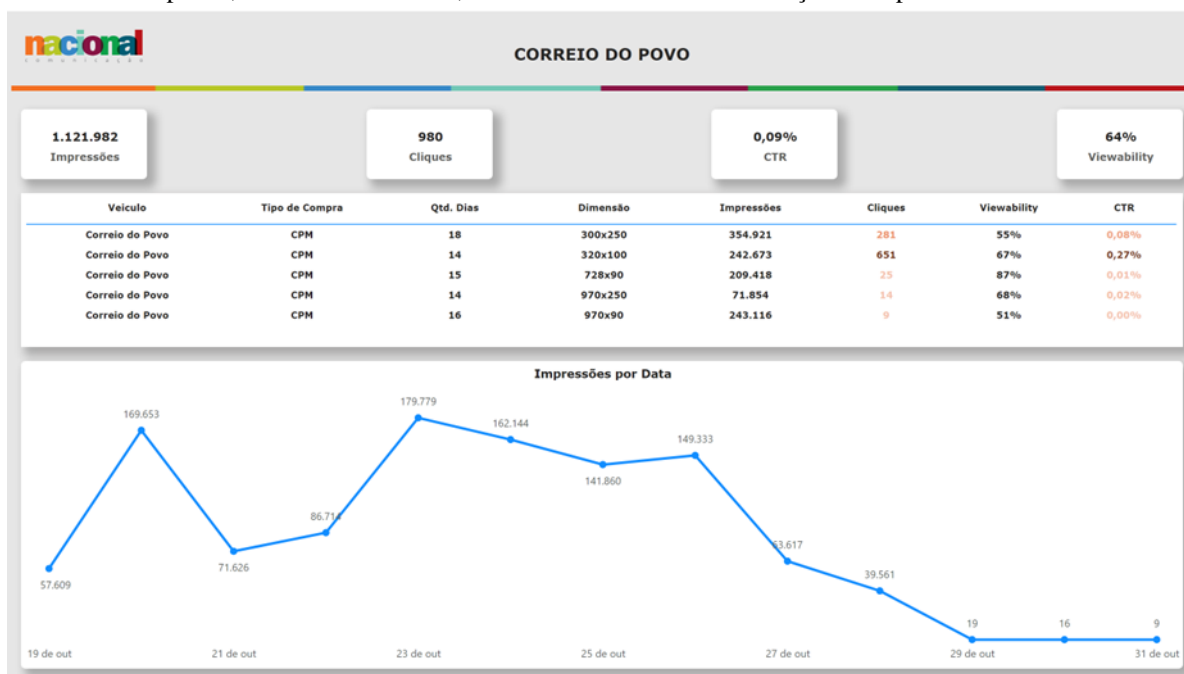 nacional
comunicação
CORREIO DO POVO
1.121.982
Impressões
980
Cliques
0,09%
CTR
64%
Viewability
Veiculo Tipo de Compra Qtd. Dias Dimensão Impressões Cliques Viewability CTR
Correio do Povo CPM 18 300x250 354.921 281 55% 0,08%
Correio do Povo CPM 14 320x100 242.673 651 67% 0,27%
Correio do Povo CPM 15 728x90 209.418 25 87% 0,01%
Correio do Povo CPM 14 970x250 71.854 14 68% 0,02%
Correio do Povo CPM 16 970x90 243.116 9 51% 0,00%
Impressões por Data
179.779
169.653
162.144
149.333
141.860
86.714
71.626
63.617
57.609
39.561
19 16 9
19 de out 21 de out 23 de out 25 de out 27 de out 29 de out 31 de out